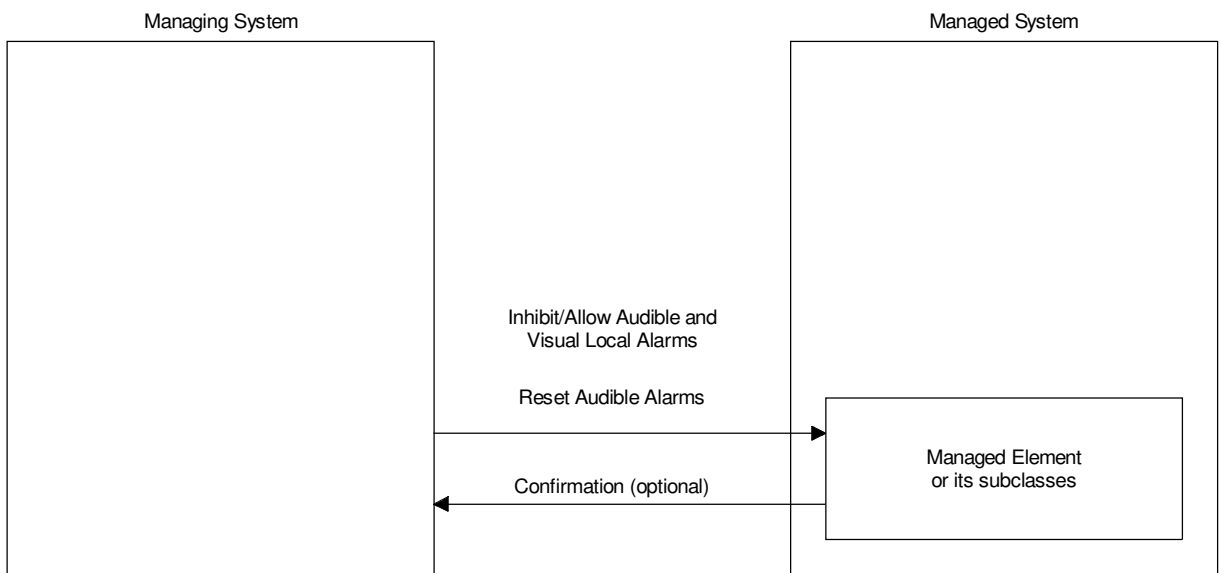 Managing System
Managed System
Inhibit/Allow Audible and
Visual Local Alarms
Reset Audible Alarms
Managed Element
or its subclasses
Confirmation (optional)